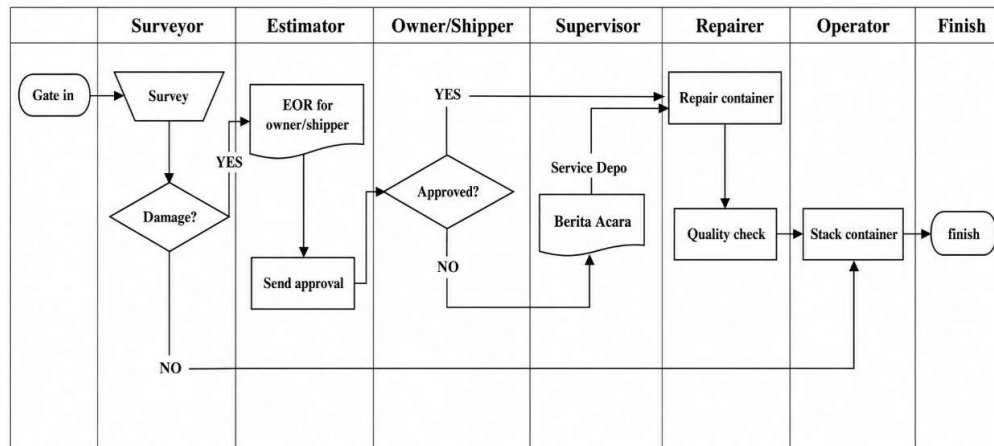 Surveyor
Estimator
Owner/Shipper
Supervisor
Repairer
Operator
Finish
Gate in
Survey
EOR for
owner/shipper
YES
YES
Repair container
Service Depo
Damage?
Approved?
Berita Acara
Quality check
Stack container
finish
Send approval
NO
NO